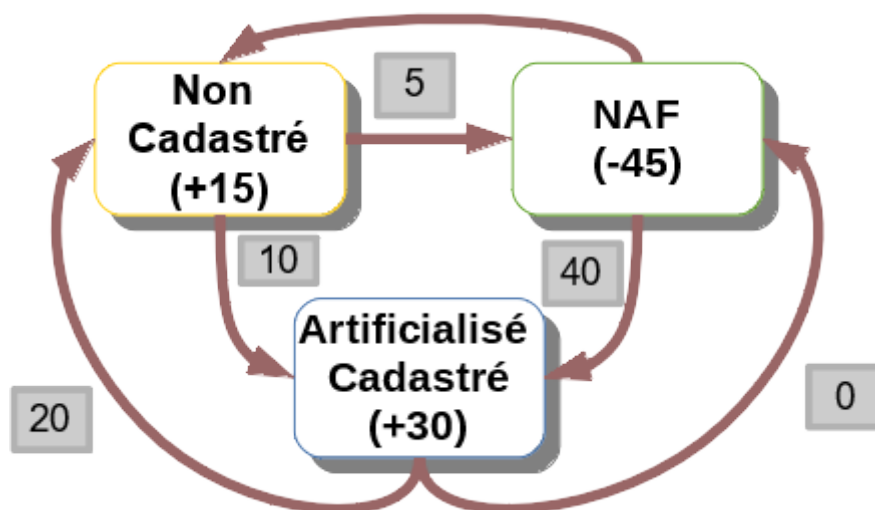 Non
Cadastré
(+15)
5
NAF
(-45)
10
40
Artificialisé
Cadastré
(+30)
20
0